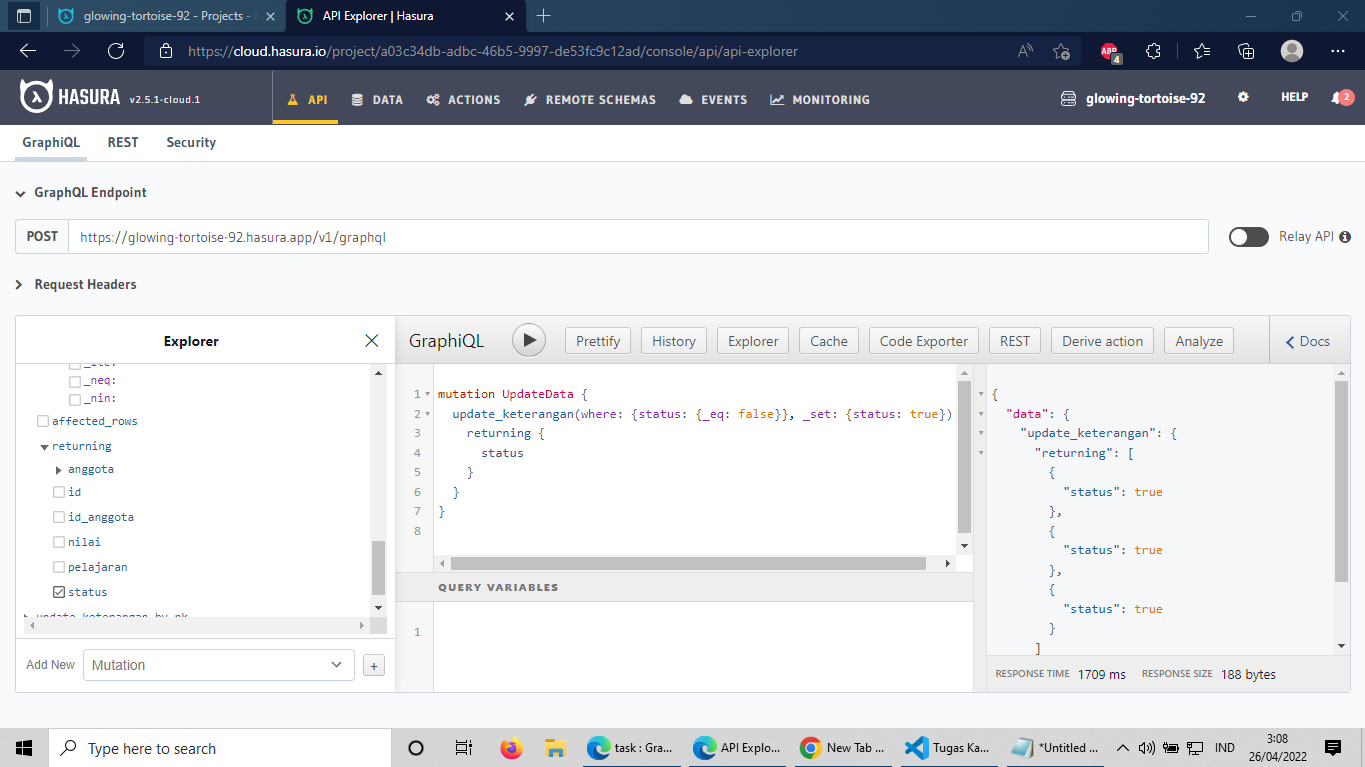 glowing-tortoise-92 - Projects -
API Explorer | Hasura
https://cloud.hasura.io/project/a03c34db-adbc-46b5-9997-de53fc9c12ad/console/api/api-explorer
ABP
4
HASURA v2.5.1-cloud.1
API
DATA
ACTIONS
REMOTE SCHEMAS
EVENTS
MONITORING
glowing-tortoise-92
HELP
2
GraphiQL
REST
Security
GraphQL Endpoint
POST
https://glowing-tortoise-92.hasura.app/v1/graphql
Relay API
Request Headers
Explorer
GraphiQL
Prettify
History
Explorer
Cache
Code Exporter
REST
Derive action
Analyze
Docs
_neq:
_nin:
affected_rows
returning
anggota
id
id_anggota
nilai
pelajaran
status
update_keterangan_by_pk
Add New
Mutation
+
1 mutation UpdateData {
2 update_keterangan(where: {status: {_eq: false}}, _set: {status: true})
3 returning {
4 status
5 }
6 }
7 }
8
QUERY VARIABLES
1
{
"data": {
"update_keterangan": {
"returning": [
{
"status": true
},
{
"status": true
},
{
"status": true
}
]
RESPONSE TIME 1709 ms RESPONSE SIZE 188 bytes
Type here to search
task : Gra...
API Explo...
New Tab ...
Tugas Ka...
*Untitled ...
IND
3:08
26/04/2022